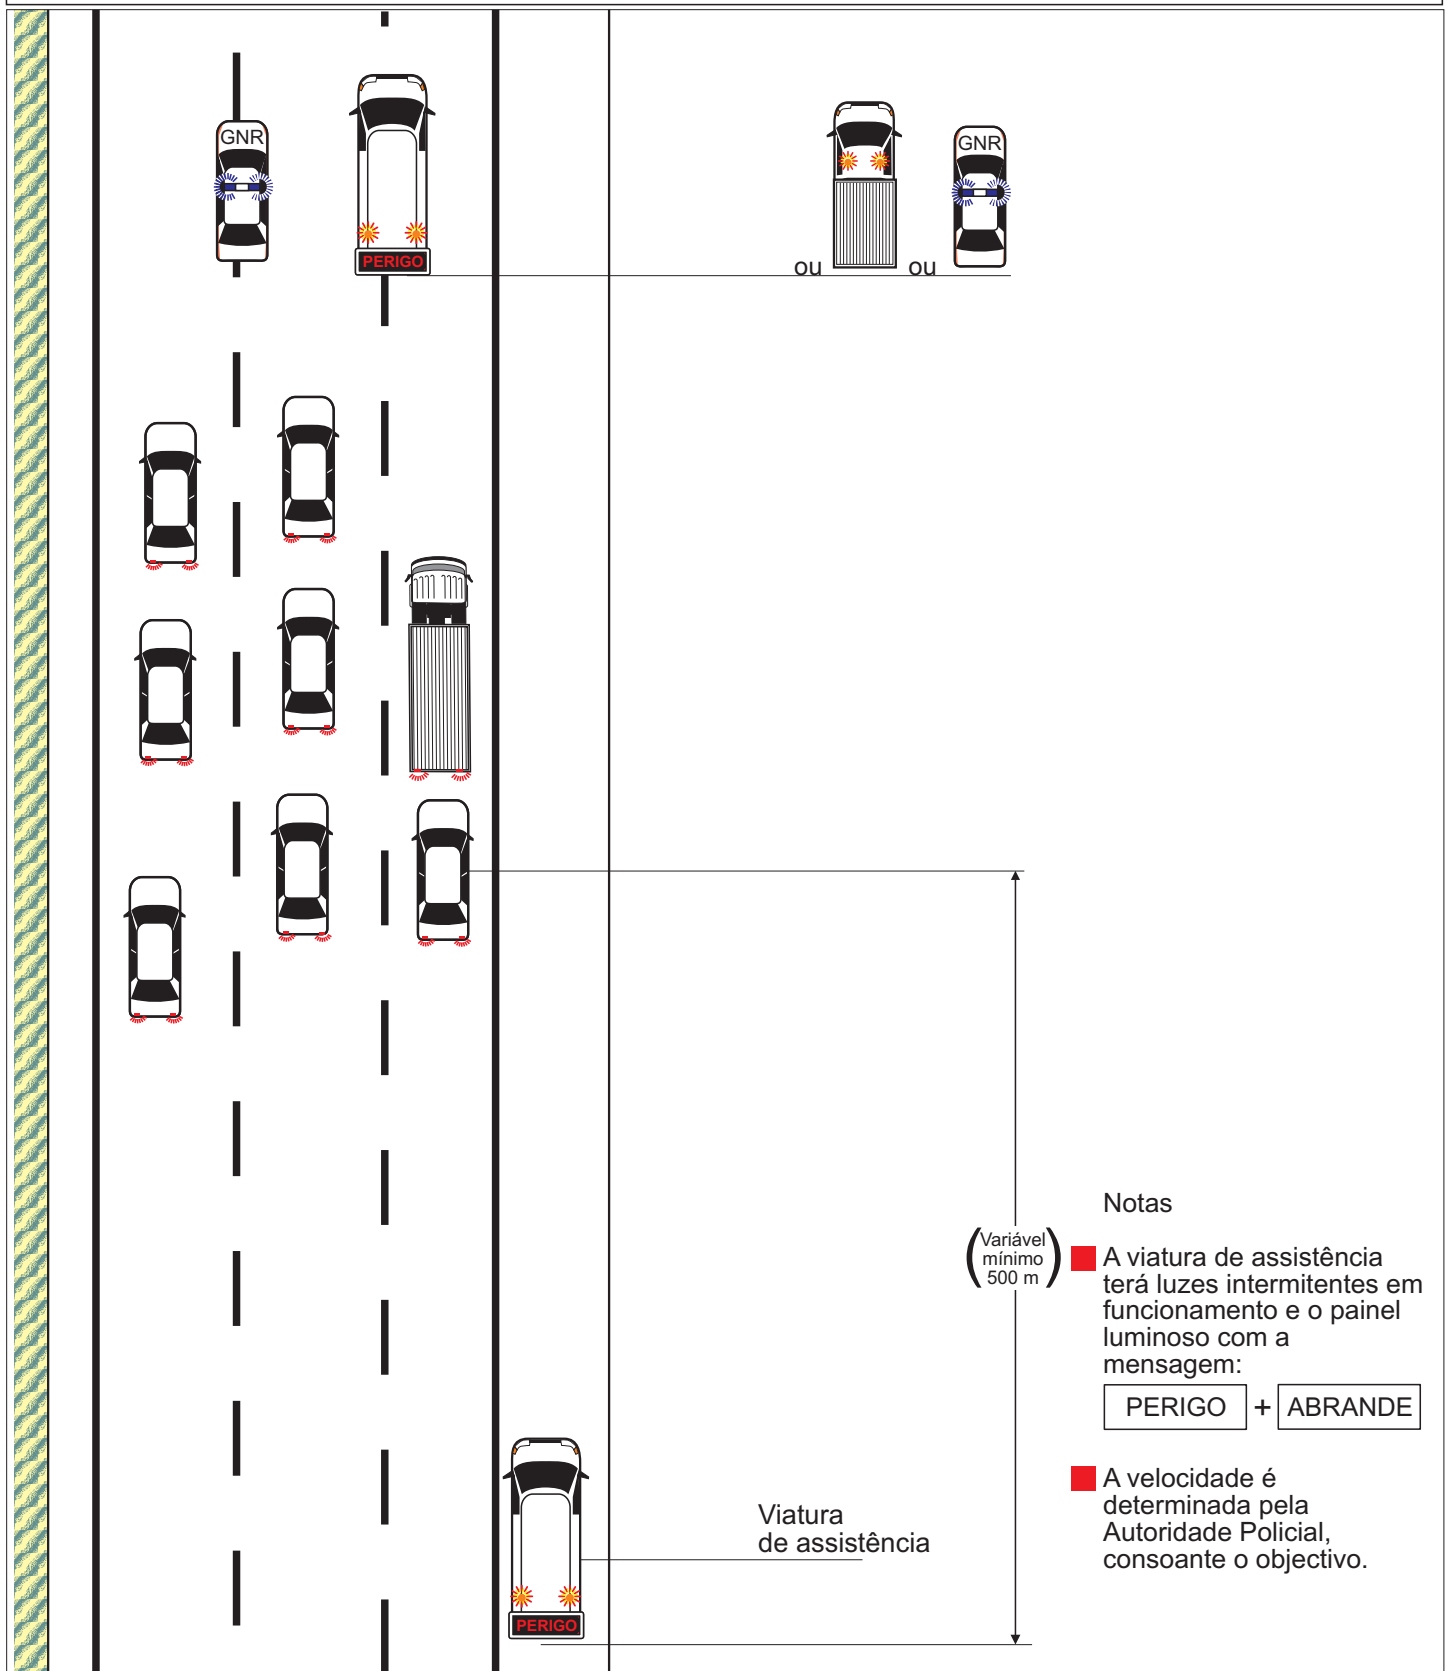 GNR
GNR
PERIGO
ou
ou
Notas
Variável
mínimo
500 m
A viatura de assistência
terá luzes intermitentes em
funcionamento e o painel
luminoso com a
mensagem:
PERIGO + ABRANDE
A velocidade é
determinada pela
Autoridade Policial,
consoante o objectivo.
Viatura
de assistência
PERIGO